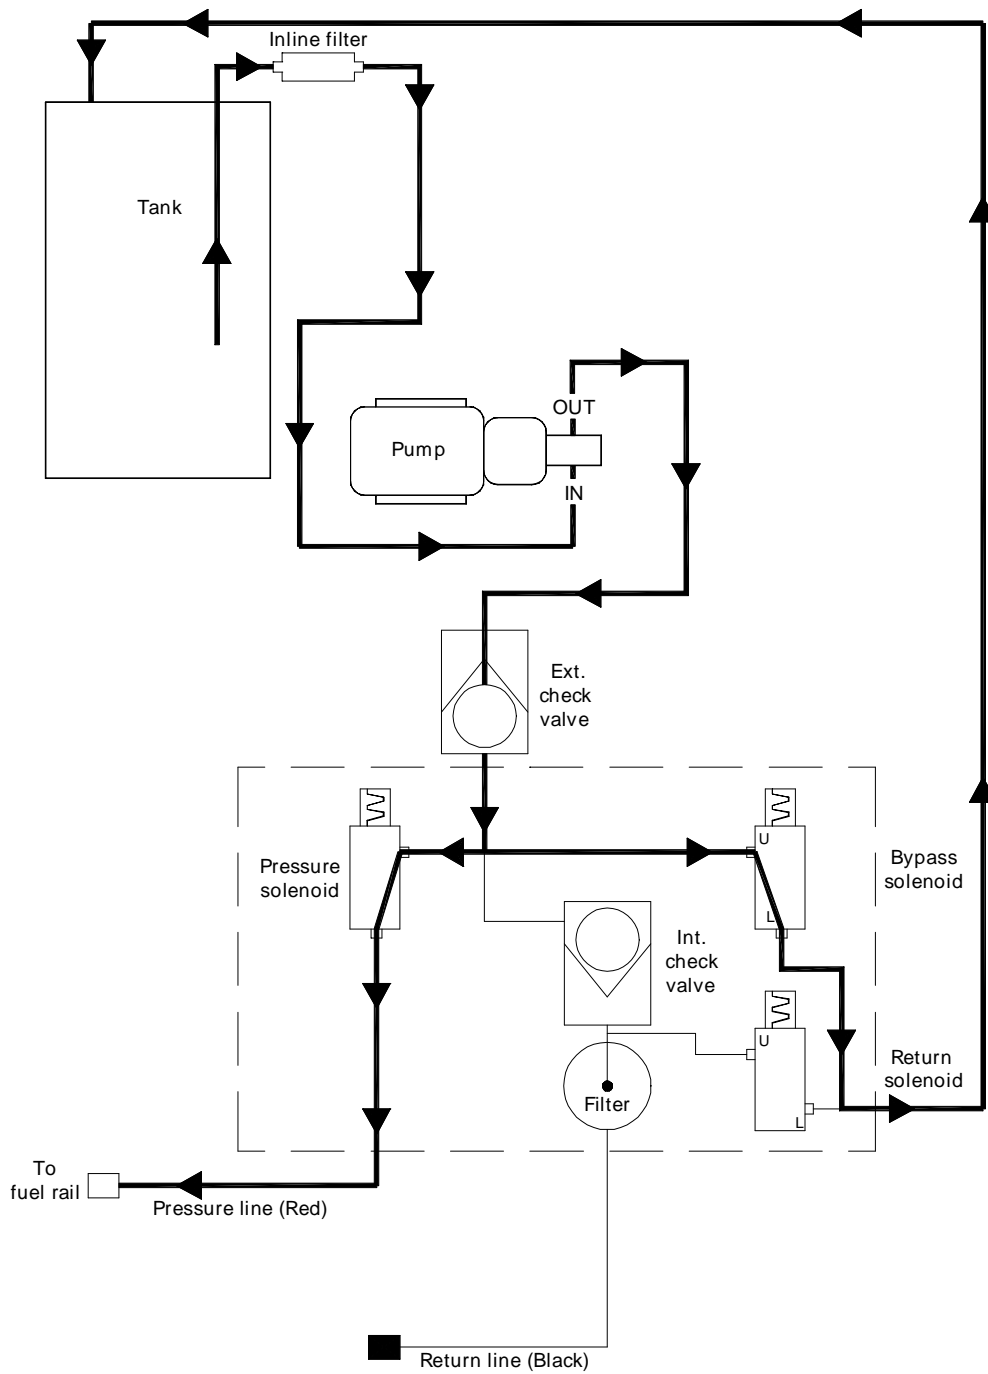 Inline filter
Tank
OUT
Pump
IN
Ext.
check
valve
U
Pressure
solenoid
Bypass
solenoid
L
Int.
check
valve
U
Return
solenoid
Filter
L
To
fuel rail
Pressure line (Red)
Return line (Black)